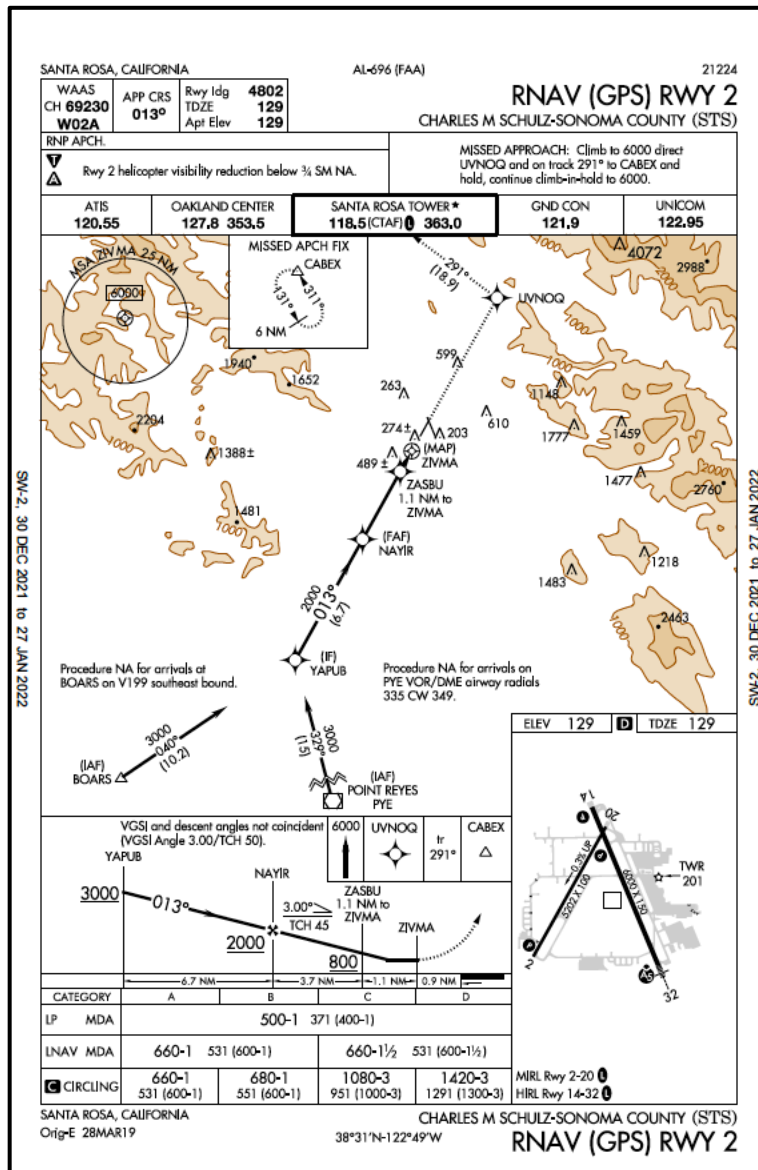 SANTA ROSA, CALIFORNIA
AL-696 (FAA)
21224
WAAS
CH 69230
W02A
APP CRS
013°
Rwy ldg 4802
TDZE 129
Apt Elev 129
RNAV (GPS) RWY 2
CHARLES M SCHULZ-SONOMA COUNTY (STS)
RNP APCH.
T
A
Rwy 2 helicopter visibility reduction below ¾ SM NA.
MISSED APPROACH: Climb to 6000 direct
UVNOQ and on track 291° to CABEX and
hold, continue climb-in-hold to 6000.
ATIS
120.55
OAKLAND CENTER
127.8 353.5
SANTA ROSA TOWER★
118.5 (CTAF) L 363.0
GND CON
121.9
UNICOM
122.95
MSA ZIVMA 25 NM
6000
MISSED APCH FIX
CABEX
131°
311°
6 NM
291°
(18.9)
UVNOQ
4072
2988
2000
1000
1000
1000
1940
1652
599
263
1148
610
2204
274±
203
1777
1459
1388±
489±
(MAP)
ZIVMA
1477
2000
2760
1000
ZASBU
1.1 NM to
ZIVMA
1481
1000
(FAF)
NAYIR
1483
1218
2000
013°
(6.7)
2463
1000
(IF)
YAPUB
Procedure NA for arrivals at
BOARS on V199 southeast bound.
Procedure NA for arrivals on
PYE VOR/DME airway radials
335 CW 349.
3000
040°
(10.2)
(IAF)
BOARS
3000
329°
(15)
(IAF)
POINT REYES
PYE
SW-2, 30 DEC 2021 to 27 JAN 2022
SW-2, 30 DEC 2021 to 27 JAN 2022
ELEV 129
D
TDZE 129
14
20
0.3% UP
5202 X 100
6000 X 150
TWR
201
2
32
A5
MIRL Rwy 2-20 L
HIRL Rwy 14-32 L
VGSI and descent angles not coincident
(VGSI Angle 3.00/TCH 50).
6000
UVNOQ
tr
291°
CABEX
YAPUB
3000
013°
NAYIR
2000
3.00°
TCH 45
ZASBU
1.1 NM to
ZIVMA
800
ZIVMA
6.7 NM
3.7 NM
1.1 NM
0.9 NM
CATEGORY A B C D
LP MDA 500-1 371 (400-1)
LNAV MDA 660-1 531 (600-1) 660-1½ 531 (600-1½)
C CIRCLING
660-1
531 (600-1)
680-1
551 (600-1)
1080-3
951 (1000-3)
1420-3
1291 (1300-3)
SANTA ROSA, CALIFORNIA
Orig-E 28MAR19
38°31'N-122°49'W
CHARLES M SCHULZ-SONOMA COUNTY (STS)
RNAV (GPS) RWY 2